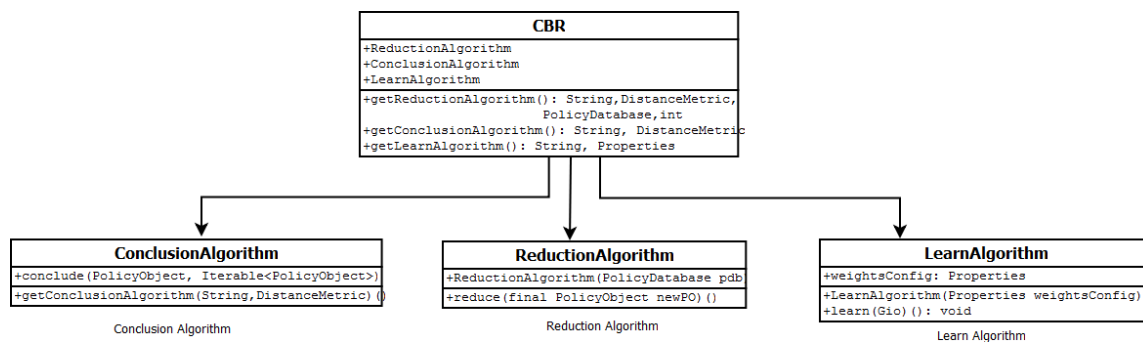 CBR
+ReductionAlgorithm
+ConclusionAlgorithm
+LearnAlgorithm
+getReductionAlgorithm(): String,DistanceMetric,
PolicyDatabase,int
+getConclusionAlgorithm(): String, DistanceMetric
+getLearnAlgorithm(): String, Properties
ConclusionAlgorithm
+conclude(PolicyObject, Iterable<PolicyObject>)
+getConclusionAlgorithm(String,DistanceMetric)()
Conclusion Algorithm
ReductionAlgorithm
+ReductionAlgorithm(PolicyDatabase pdb)
+reduce(final PolicyObject newPO)()
Reduction Algorithm
LearnAlgorithm
+weightsConfig: Properties
+LearnAlgorithm(Properties weightsConfig)
+learn(Gio)(): void
Learn Algorithm